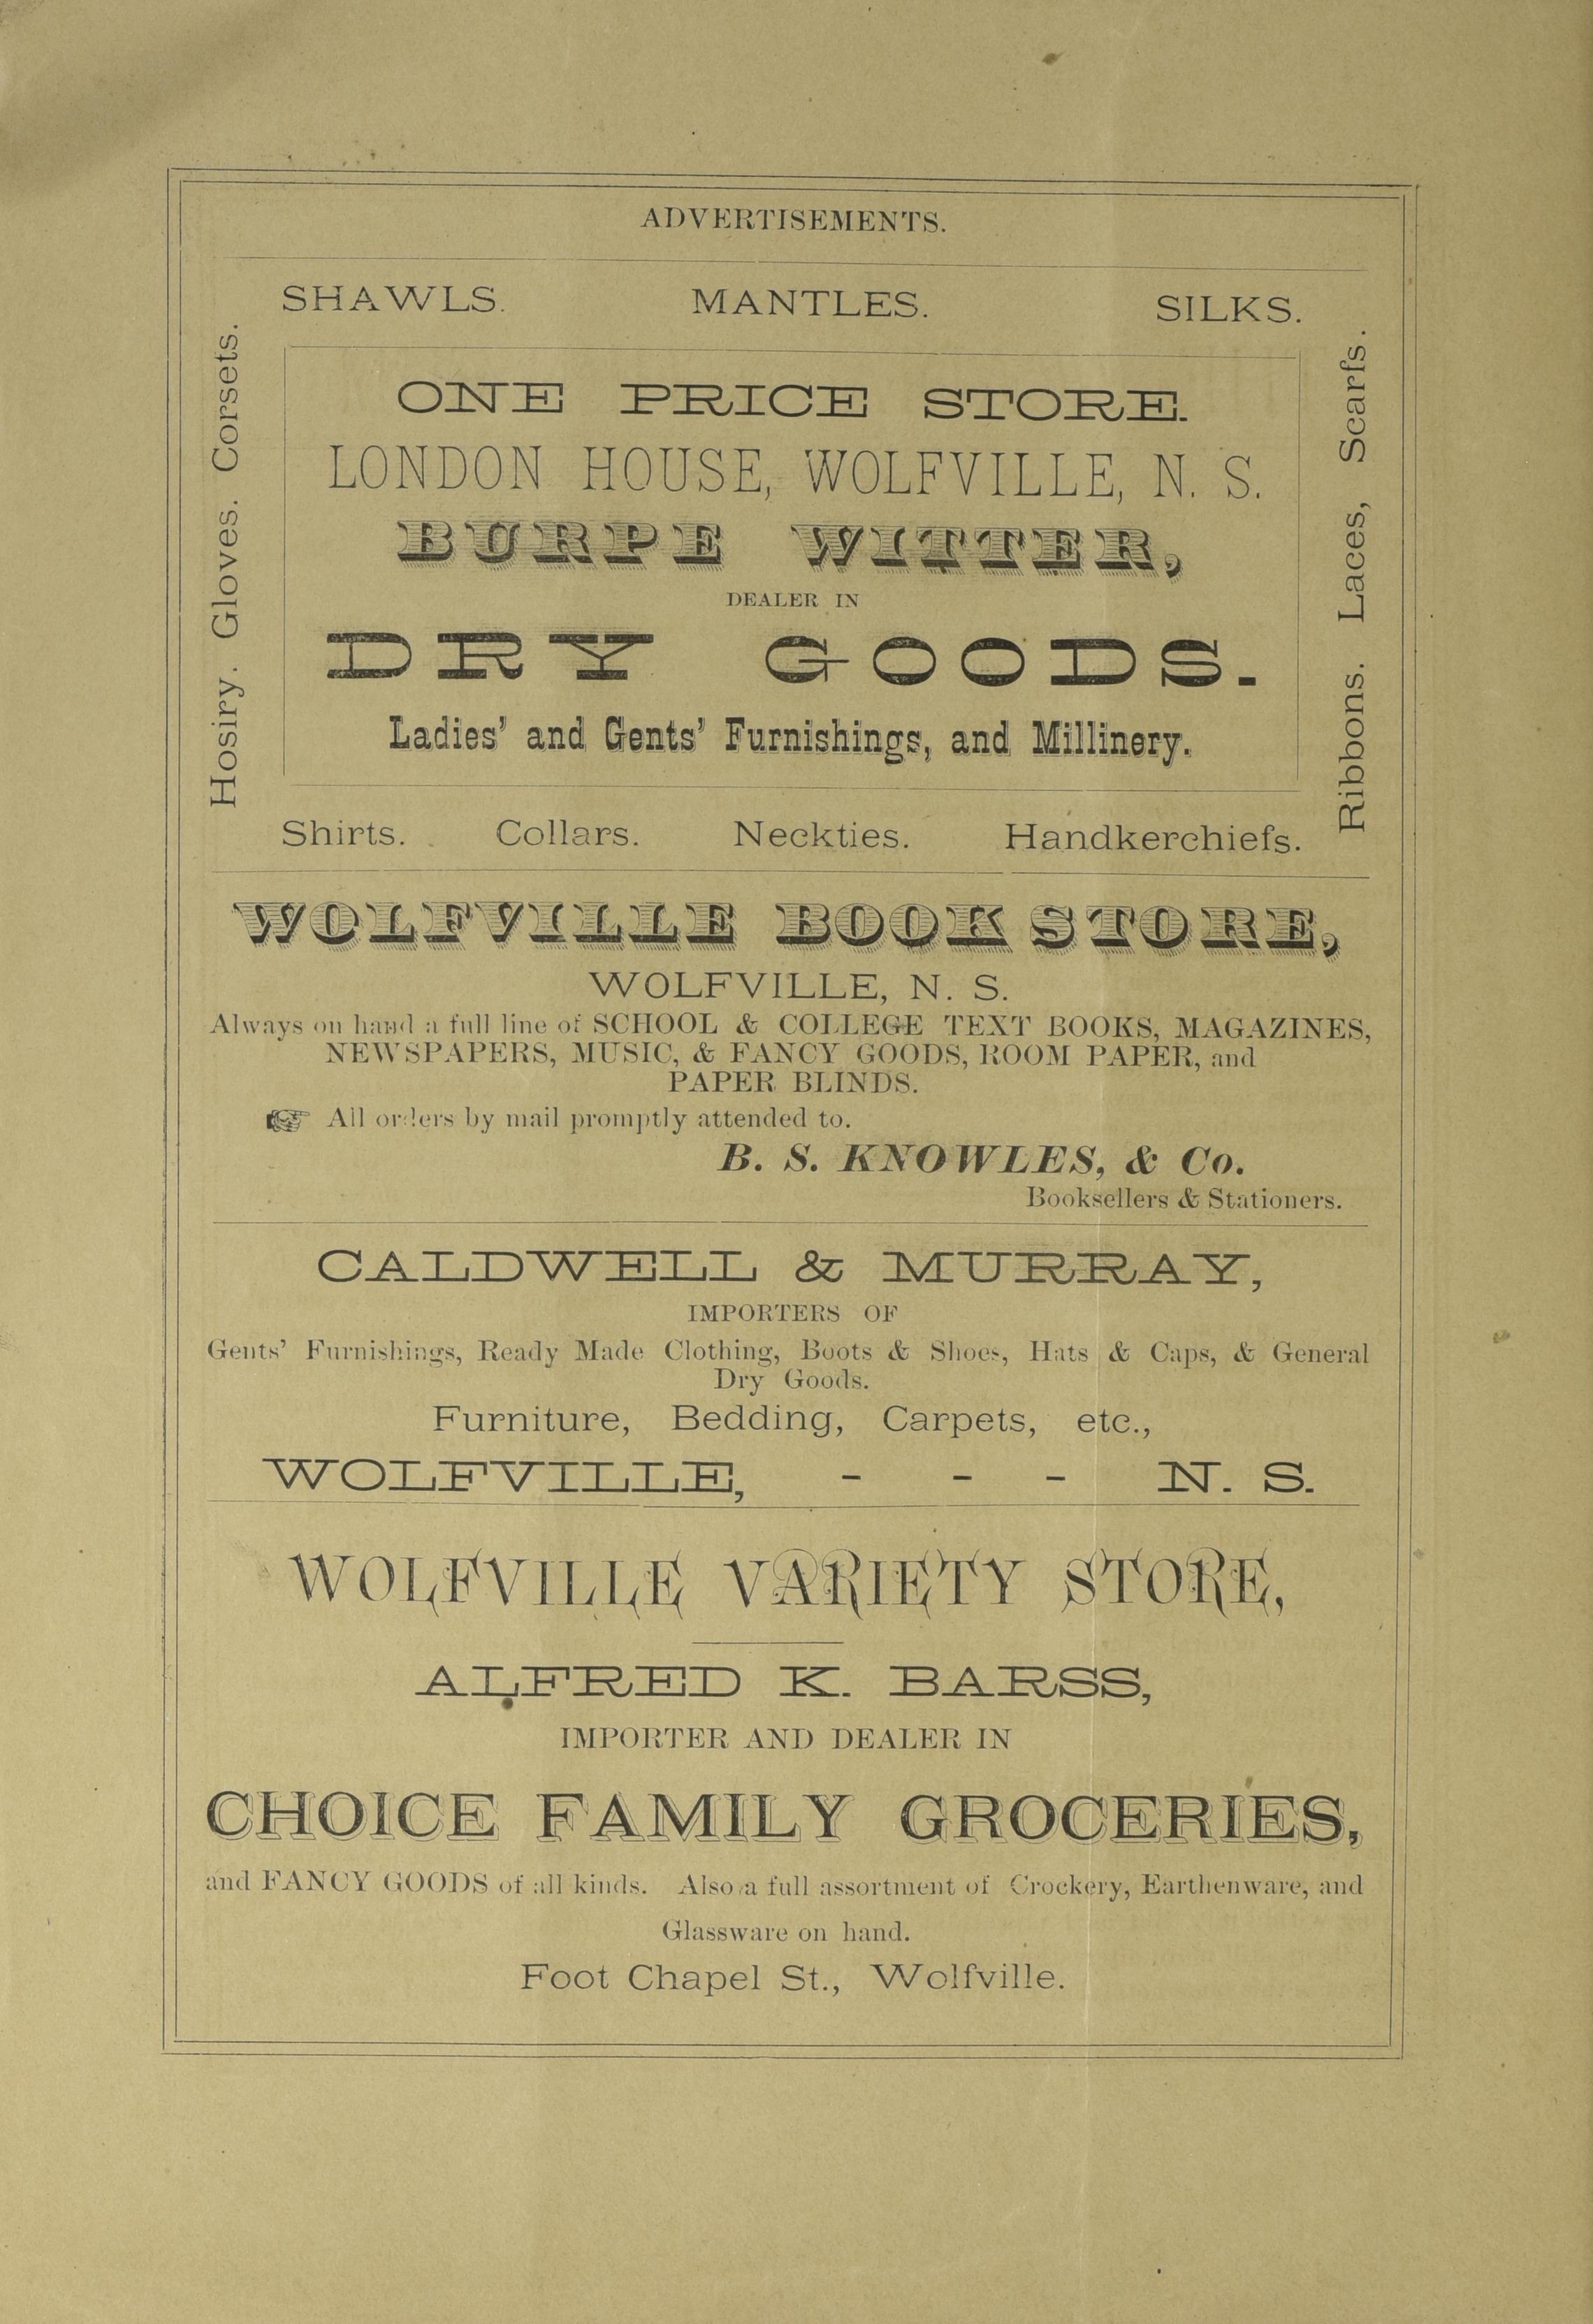 ADVERTISEMENTS.
SHAWLS. MANTLES. SILKS.
Hosiry. Gloves. Corsets.
ONE PRICE STORE.
LONDON HOUSE, WOLFVILLE, N. S.
BURPE WITTER,
DEALER IN
DRY GOODS.
Ladies' and Gents' Furnishings, and Millinery.
Ribbons. Laces, Scarfs.
Shirts. Collars. Neckties. Handkerchiefs.
WOLFVILLE BOOK STORE,
WOLFVILLE, N. S.
Always on hand a full line of SCHOOL & COLLEGE TEXT BOOKS, MAGAZINES,
NEWSPAPERS, MUSIC, & FANCY GOODS, ROOM PAPER, and
PAPER BLINDS.
☞ All orders by mail promptly attended to.
B. S. KNOWLES, & Co.
Booksellers & Stationers.
CALDWELL & MURRAY,
IMPORTERS OF
Gents' Furnishings, Ready Made Clothing, Boots & Shoes, Hats & Caps, & General
Dry Goods.
Furniture, Bedding, Carpets, etc.,
WOLFVILLE, - - - N. S.
WOLFVILLE VARIETY STORE,
ALFRED K. BARSS,
IMPORTER AND DEALER IN
CHOICE FAMILY GROCERIES,
and FANCY GOODS of all kinds. Also a full assortment of Crockery, Earthenware, and
Glassware on hand.
Foot Chapel St., Wolfville.